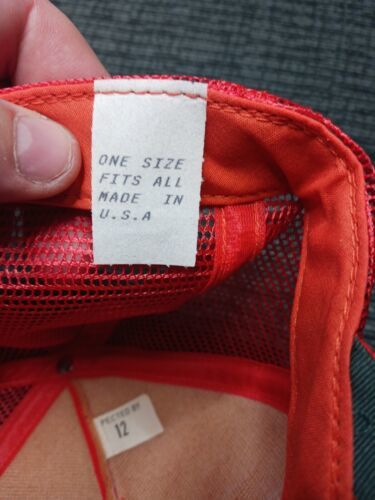 ONE SIZE
FITS ALL
MADE IN
U.S.A
PECTED BY
12